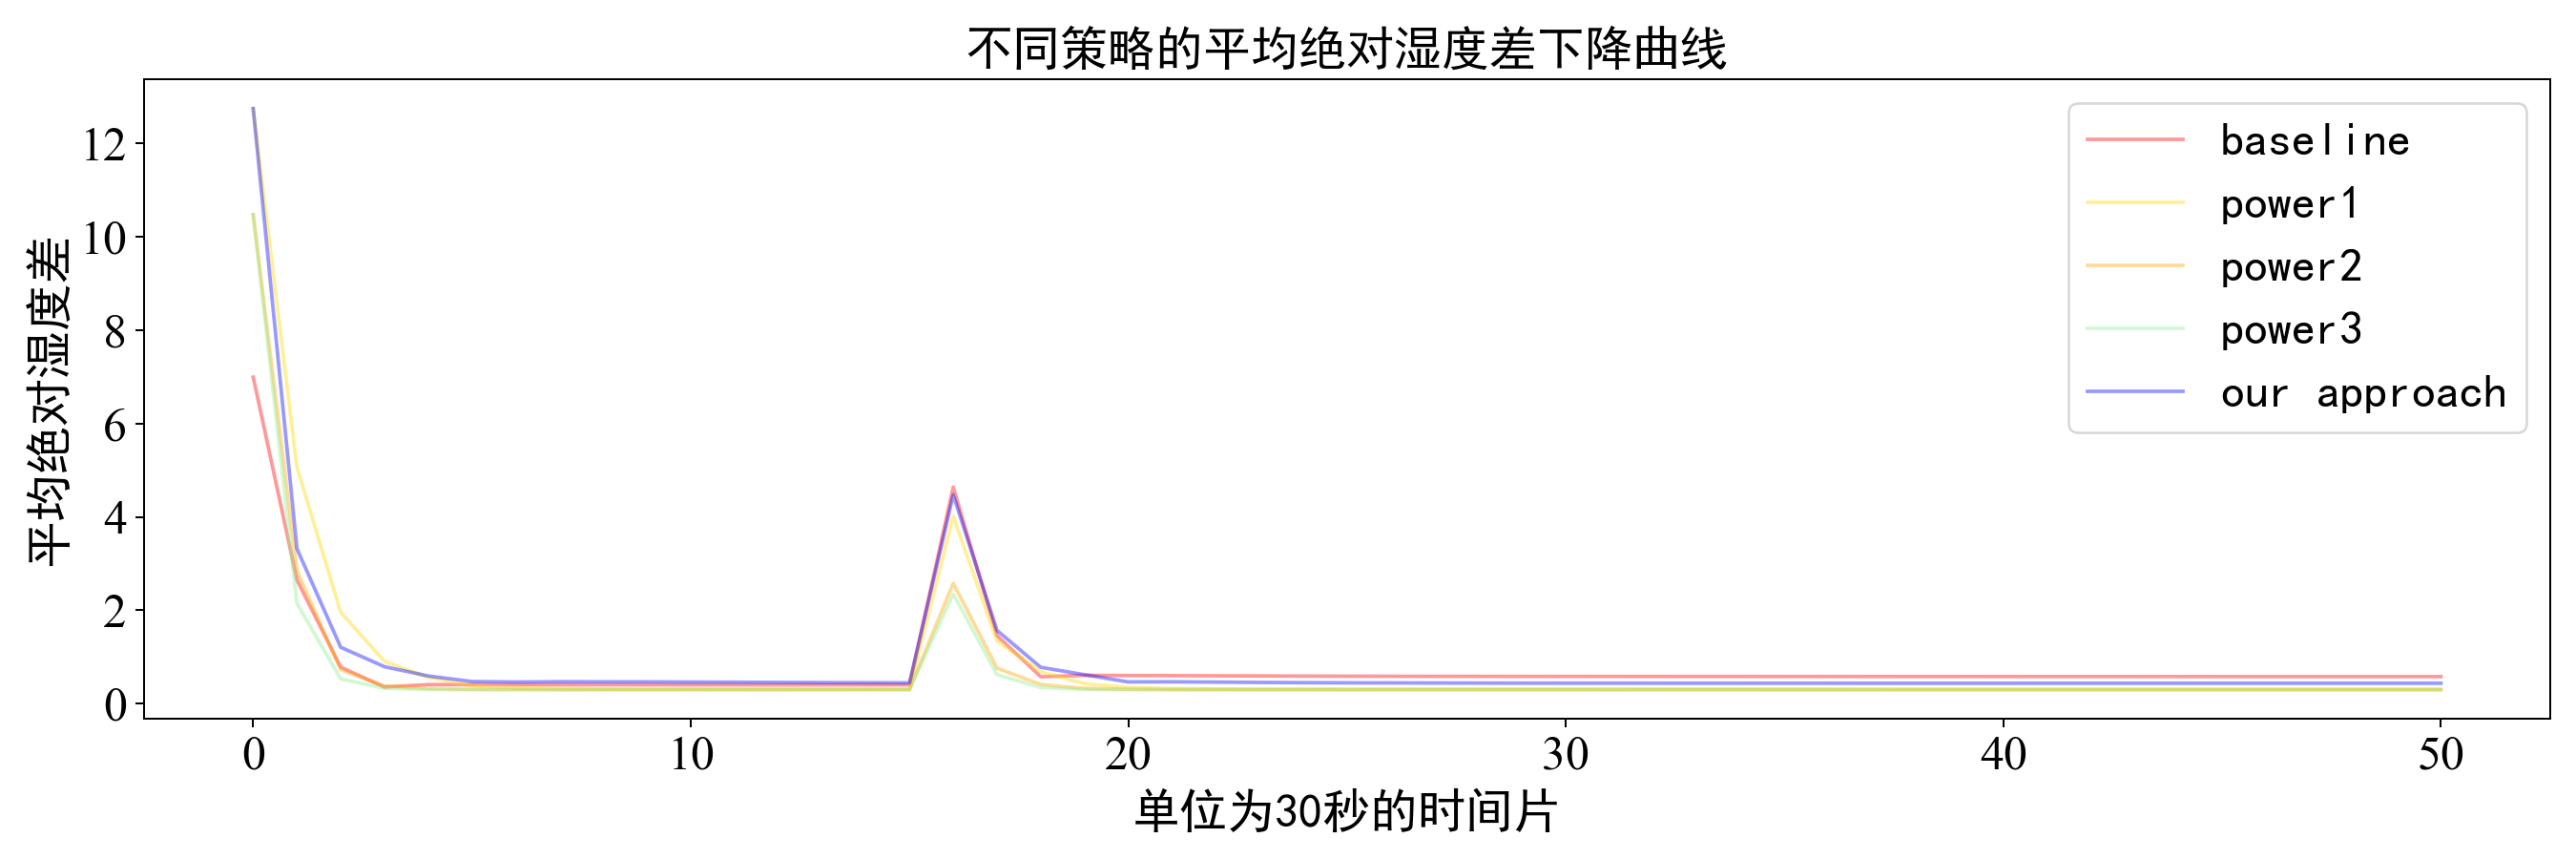 不同策略的平均绝对湿度差下降曲线
平均绝对湿度差
12
10
8
6
4
2
0
baseline
power1
power2
power3
our approach
0 10 20 30 40 50
单位为30秒的时间片